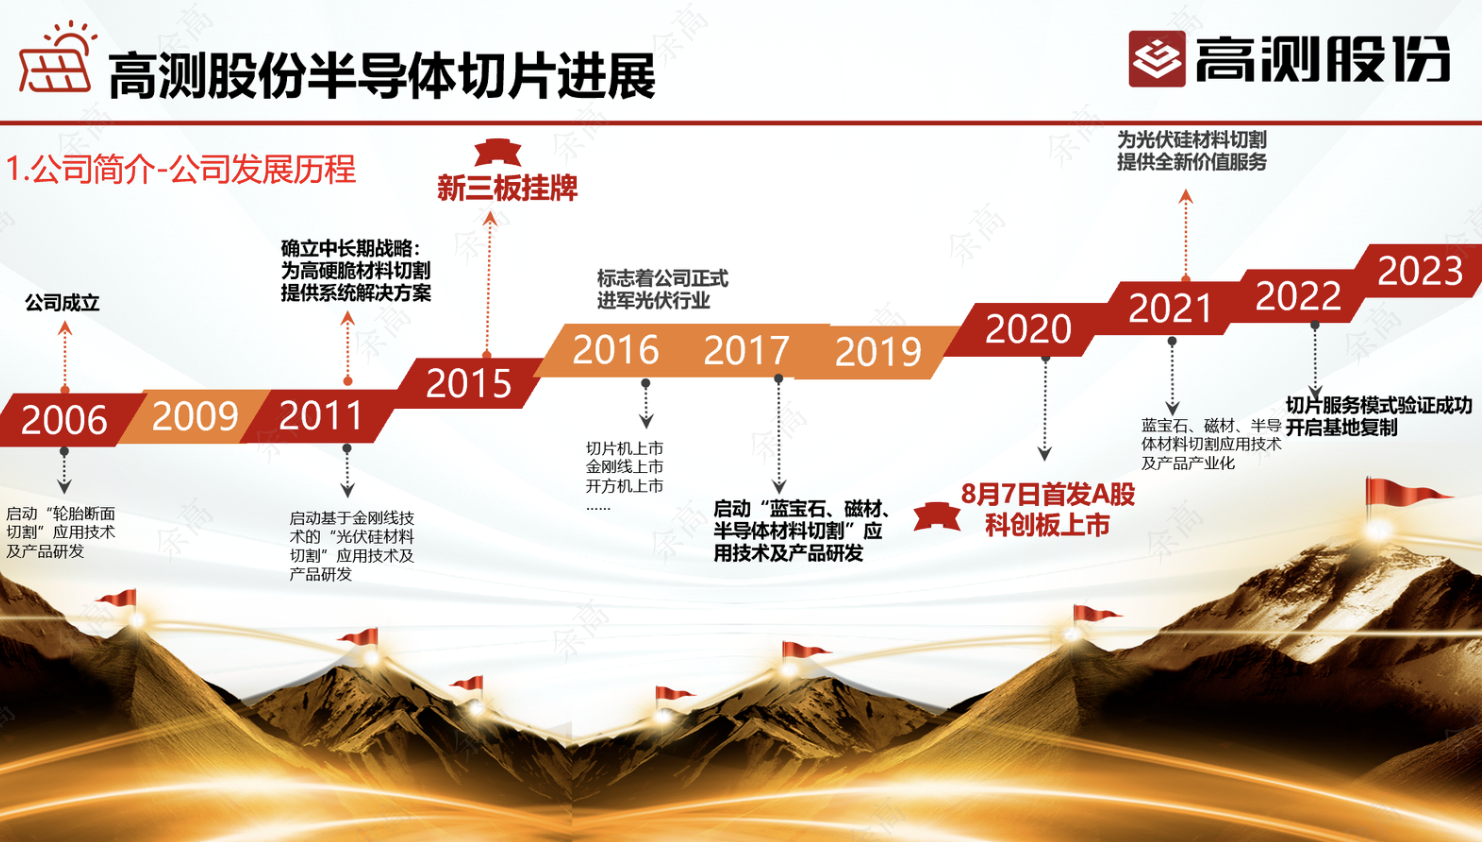 高测股份半导体切片进展
高测股份
1.公司简介-公司发展历程
新三板挂牌
为光伏硅材料切割
提供全新价值服务
确立中长期战略：
为高硬脆材料切割
提供系统解决方案
标志着公司正式
进军光伏行业
公司成立
2006
2009
2011
2015
2016
2017
2019
2020
2021
2022
2023
启动“轮胎断面
切割”应用技术
及产品研发
启动基于金刚线技
术的“光伏硅材料
切割”应用技术及
产品研发
切片机上市
金刚线上市
开方机上市
……
启动“蓝宝石、磁材、
半导体材料切割”应
用技术及产品研发
8月7日首发A股
科创板上市
蓝宝石、磁材、半导
体材料切割应用技术
及产品产业化
切片服务模式验证成功
开启基地复制
余高